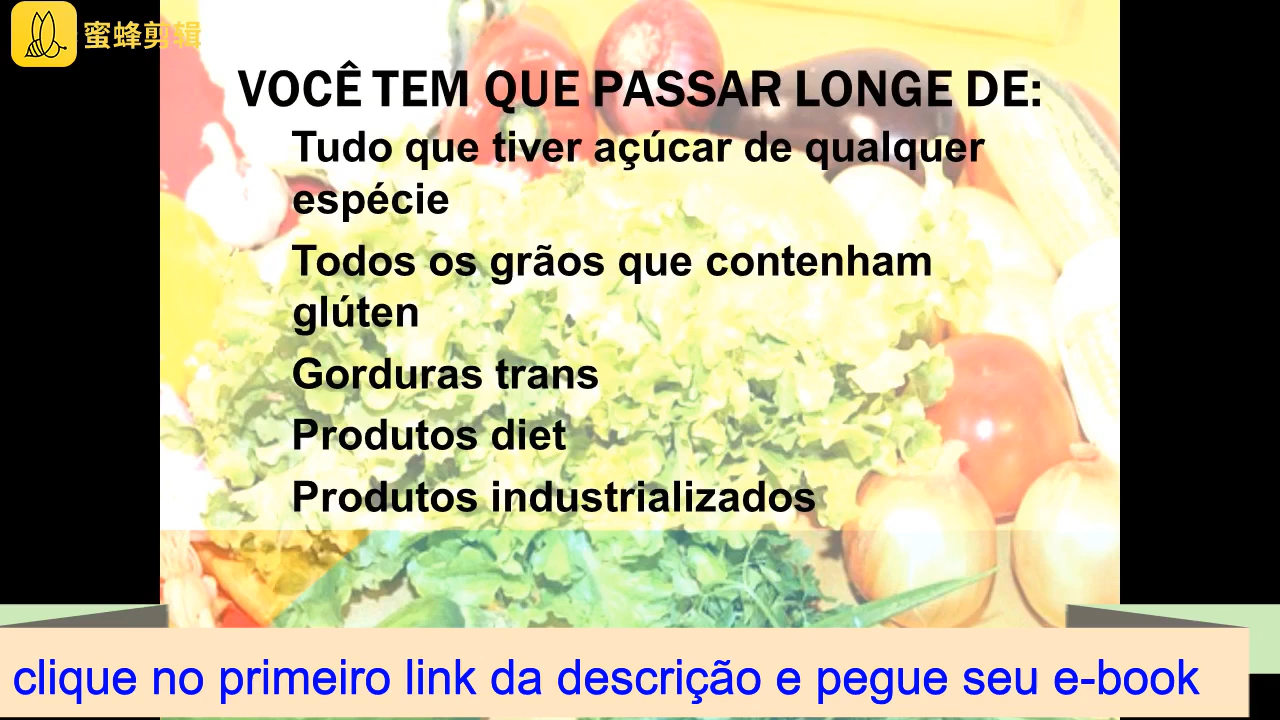 蜜蜂剪辑
VOCÊ TEM QUE PASSAR LONGE DE:
Tudo que tiver açúcar de qualquer
espécie
Todos os grãos que contenham
glúten
Gorduras trans
Produtos diet
Produtos industrializados
clique no primeiro link da descrição e pegue seu e-book